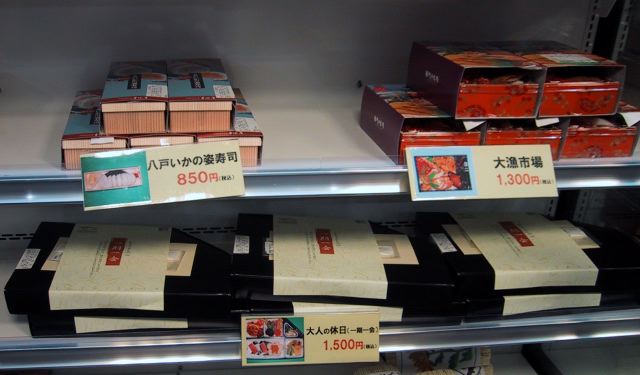 八戸いかの姿寿司
850円(税込)
大漁市場
1,300円(税込)
大人の休日(一期一会)
1,500円(税込)